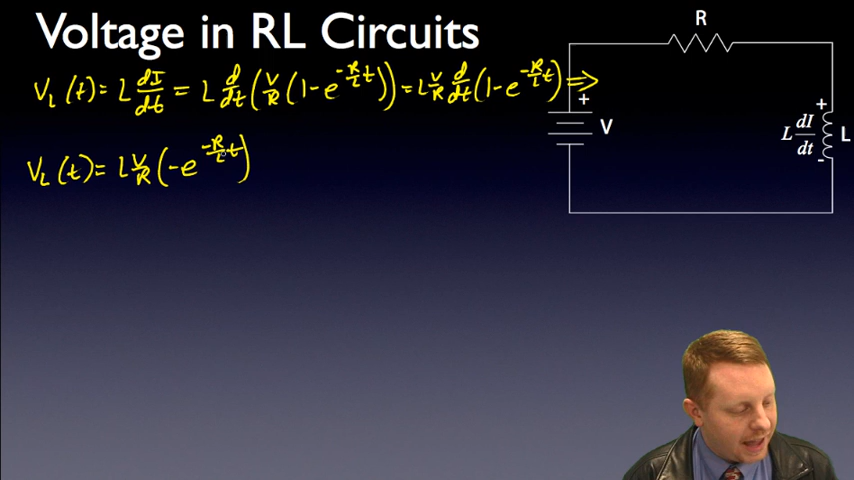 Voltage in RL Circuits
V_L(t) = L dI/dt = L d/dt (V/R (1-e^{-R/L t})) = L V/R d/dt (1-e^{-R/L t}) ⇒
V_L(t) = L V/R (-e^{-R/L t})
R
+
V
+
L dI/dt
-
L